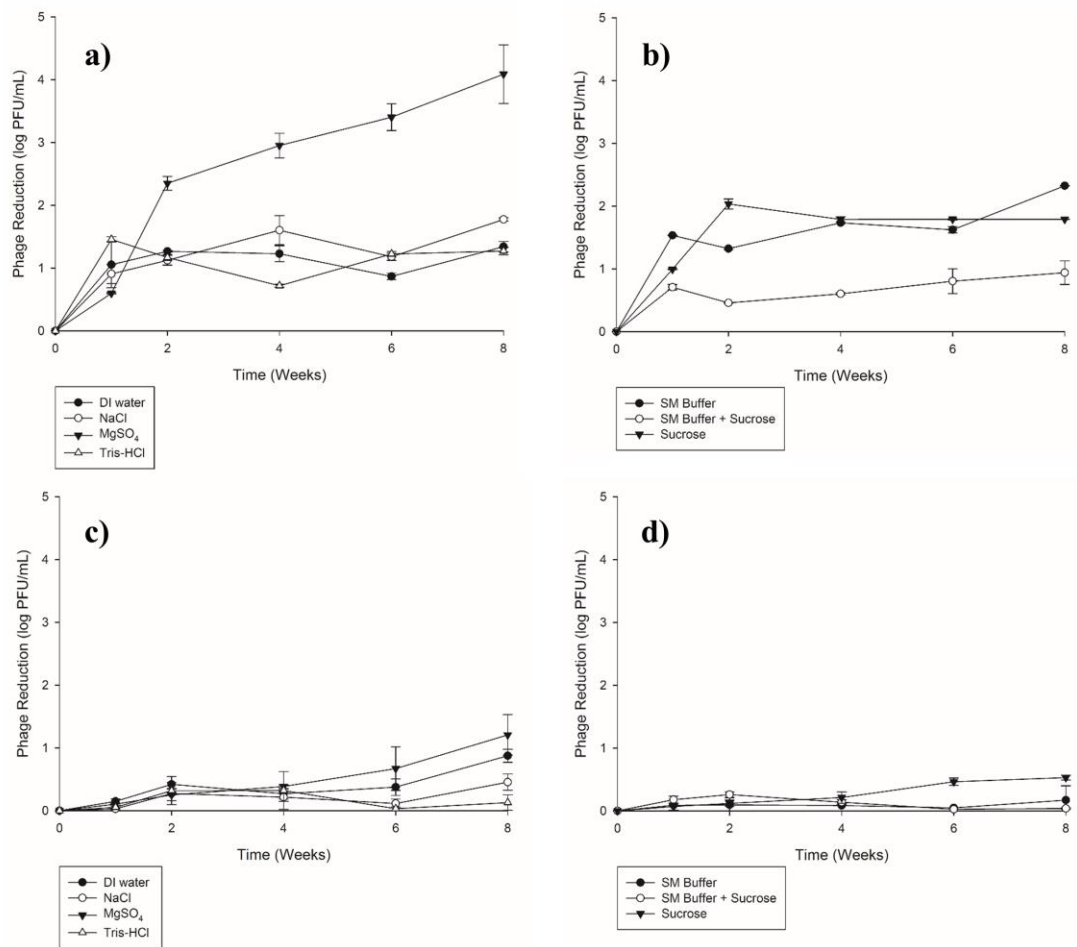 a)
Phage Reduction (log PFU/mL)
5
4
3
2
1
0
0 2 4 6 8
Time (Weeks)
DI water
NaCl
MgSO₄
Tris-HCl
b)
Phage Reduction (log PFU/mL)
5
4
3
2
1
0
0 2 4 6 8
Time (Weeks)
SM Buffer
SM Buffer + Sucrose
Sucrose
c)
Phage Reduction (log PFU/mL)
5
4
3
2
1
0
0 2 4 6 8
Time (Weeks)
DI water
NaCl
MgSO₄
Tris-HCl
d)
Phage Reduction (log PFU/mL)
5
4
3
2
1
0
0 2 4 6 8
Time (Weeks)
SM Buffer
SM Buffer + Sucrose
Sucrose